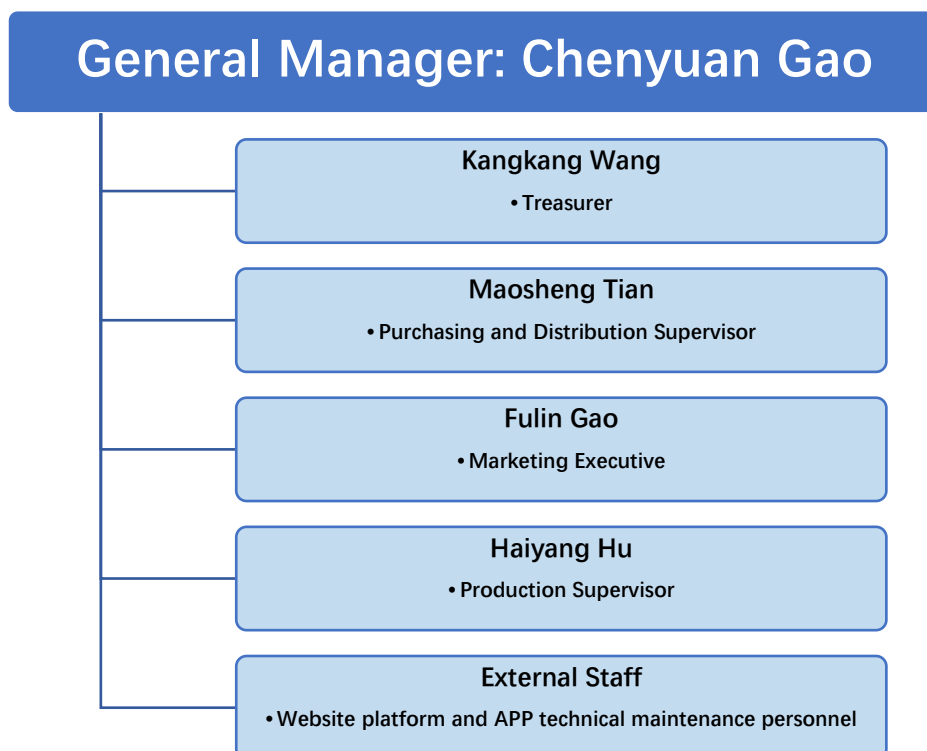 General Manager: Chenyuan Gao
Kangkang Wang
• Treasurer
Maosheng Tian
• Purchasing and Distribution Supervisor
Fulin Gao
• Marketing Executive
Haiyang Hu
• Production Supervisor
External Staff
• Website platform and APP technical maintenance personnel